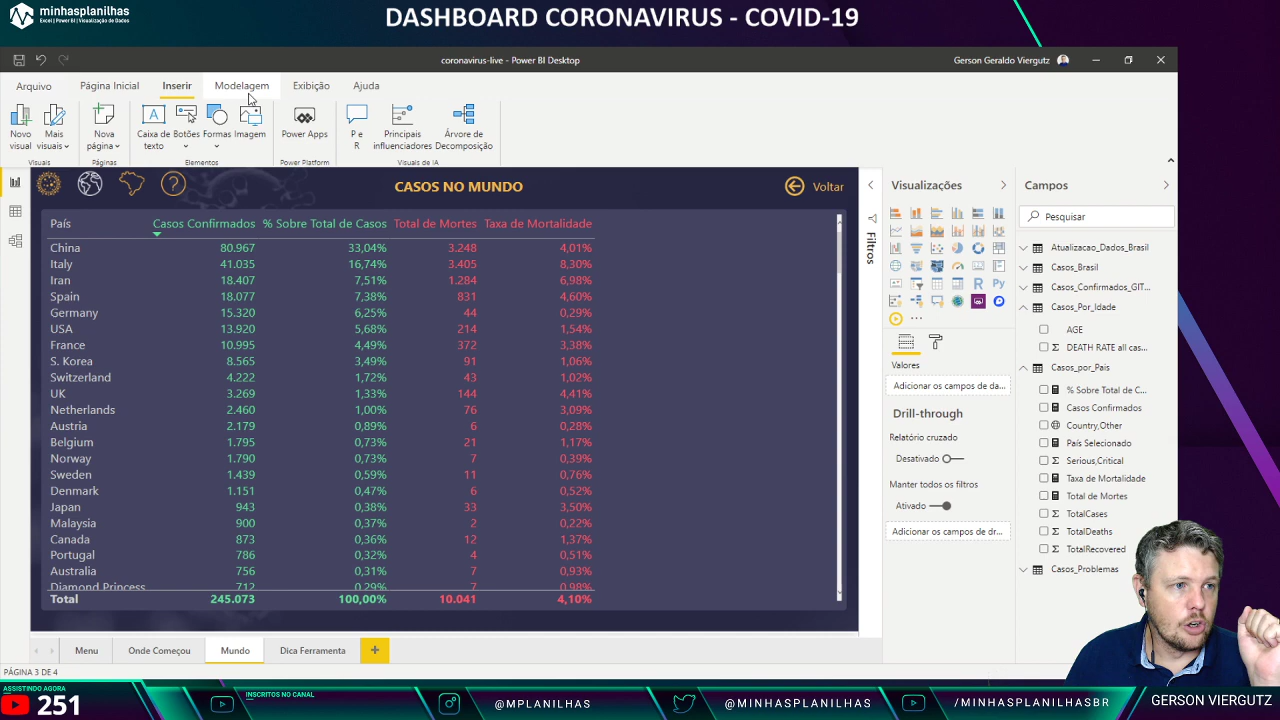 minhasplanilhas
Excel | Power BI | Visualização de Dados
DASHBOARD CORONAVIRUS - COVID-19
coronavirus-live - Power BI Desktop
Gerson Geraldo Viergutz
Arquivo Página Inicial Inserir Modelagem Exibição Ajuda
Novo visual
Mais visuais
Nova página
Caixa de texto
Botões
Formas
Imagem
Power Apps
P e R
Principais influenciadores
Árvore de Decomposição
Visuais Páginas Elementos Power Platform Visuais de IA
CASOS NO MUNDO
Voltar
País Casos Confirmados % Sobre Total de Casos Total de Mortes Taxa de Mortalidade
China 80.967 33,04% 3.248 4,01%
Italy 41.035 16,74% 3.405 8,30%
Iran 18.407 7,51% 1.284 6,98%
Spain 18.077 7,38% 831 4,60%
Germany 15.320 6,25% 44 0,29%
USA 13.920 5,68% 214 1,54%
France 10.995 4,49% 372 3,38%
S. Korea 8.565 3,49% 91 1,06%
Switzerland 4.222 1,72% 43 1,02%
UK 3.269 1,33% 144 4,41%
Netherlands 2.460 1,00% 76 3,09%
Austria 2.179 0,89% 6 0,28%
Belgium 1.795 0,73% 21 1,17%
Norway 1.790 0,73% 7 0,39%
Sweden 1.439 0,59% 11 0,76%
Denmark 1.151 0,47% 6 0,52%
Japan 943 0,38% 33 3,50%
Malaysia 900 0,37% 2 0,22%
Canada 873 0,36% 12 1,37%
Portugal 786 0,32% 4 0,51%
Australia 756 0,31% 7 0,93%
Diamond Princess 712 0,29% 7 0,98%
Total 245.073 100,00% 10.041 4,10%
Filtros
Visualizações
R Py
Valores
Adicionar os campos de da...
Drill-through
Relatório cruzado
Desativado
Manter todos os filtros
Ativado
Adicionar os campos de dr...
Campos
Pesquisar
Atualizacao_Dados_Brasil
Casos_Brasil
Casos_Confirmados_GIT...
Casos_Por_Idade
AGE
DEATH RATE all cas...
Casos_por_Pais
% Sobre Total de C...
Casos Confirmados
Country,Other
País Selecionado
Serious,Critical
Taxa de Mortalidade
Total de Mortes
TotalCases
TotalDeaths
TotalRecovered
Casos_Problemas
Menu Onde Começou Mundo Dica Ferramenta +
PÁGINA 3 DE 4
ASSISTINDO AGORA
251
INSCRITOS NO CANAL
@MPLANILHAS
@MINHASPLANILHAS
/MINHASPLANILHASBR
GERSON VIERGUTZ